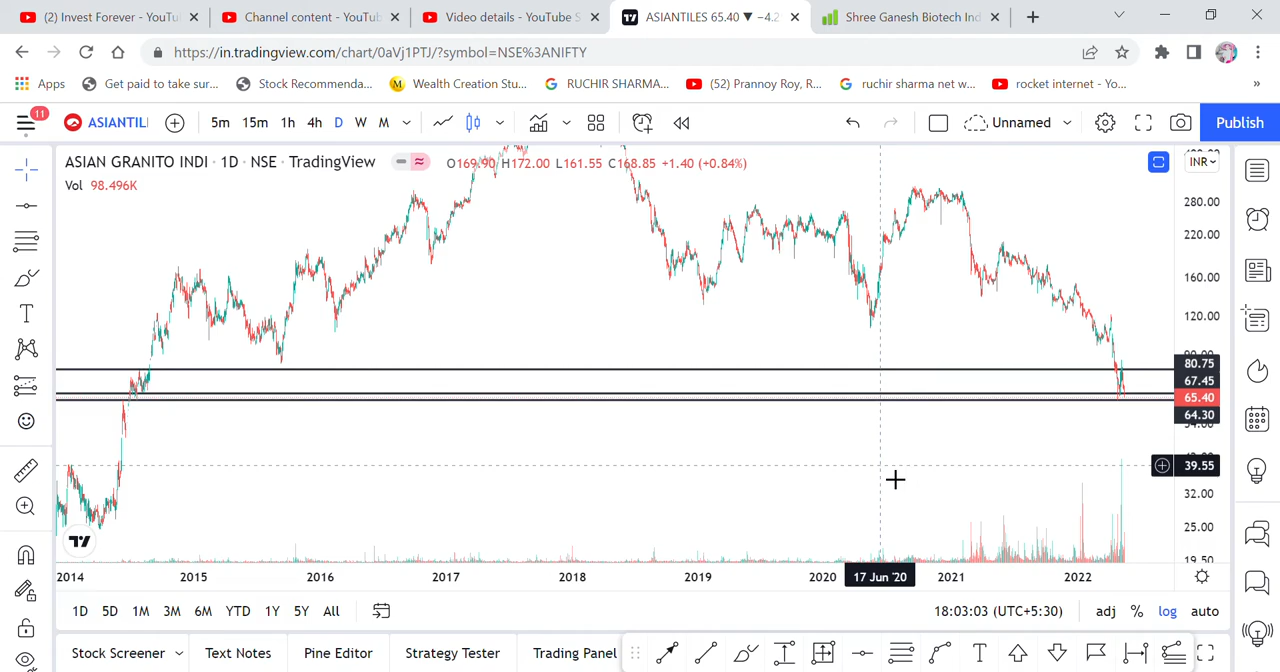 (2) Invest Forever - YouTu
Channel content - YouTub
Video details - YouTube S
ASIANTILES 65.40 ▼ −4.2
Shree Ganesh Biotech Ind
https://in.tradingview.com/chart/0aVj1PTJ/?symbol=NSE%3ANIFTY
Apps
Get paid to take sur...
Stock Recommenda...
Wealth Creation Stu...
RUCHIR SHARMA...
(52) Prannoy Roy, R...
ruchir sharma net w...
rocket internet - Yo...
»
11
ASIANTIL
5m 15m 1h 4h D W M
Unnamed
Publish
ASIAN GRANITO INDI · 1D · NSE · TradingView
O169.90 H172.00 L161.55 C168.85 +1.40 (+0.84%)
INR
Vol 98.496K
280.00
220.00
160.00
120.00
80.75
67.45
65.40
64.30
39.55
32.00
25.00
19.50
2014 2015 2016 2017 2018 2019 2020 17 Jun '20 2021 2022
1D 5D 1M 3M 6M YTD 1Y 5Y All
18:03:03 (UTC+5:30) adj % log auto
Stock Screener Text Notes Pine Editor Strategy Tester Trading Panel